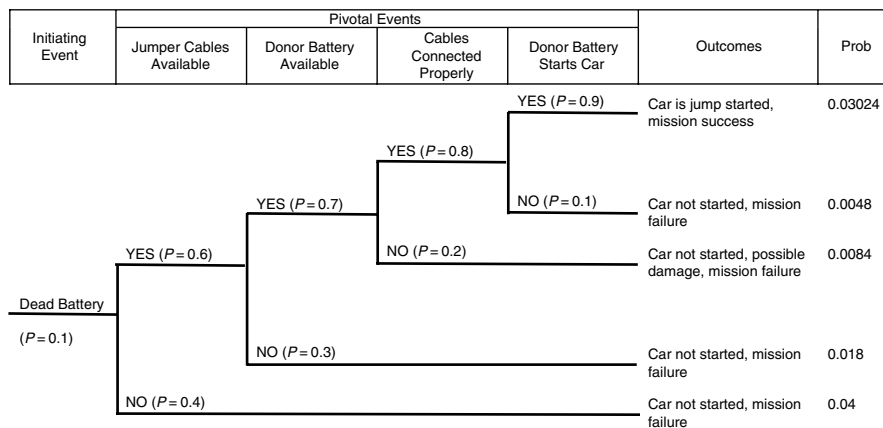 Pivotal Events
Initiating
Event
Jumper Cables
Available
Donor Battery
Available
Cables
Connected
Properly
Donor Battery
Starts Car
Outcomes
Prob
YES (P = 0.9)
Car is jump started,
mission success
0.03024
YES (P = 0.8)
YES (P = 0.7)
NO (P = 0.1)
Car not started, mission
failure
0.0048
YES (P = 0.6)
NO (P = 0.2)
Car not started, possible
damage, mission failure
0.0084
Dead Battery
(P = 0.1)
NO (P = 0.3)
Car not started, mission
failure
0.018
NO (P = 0.4)
Car not started, mission
failure
0.04